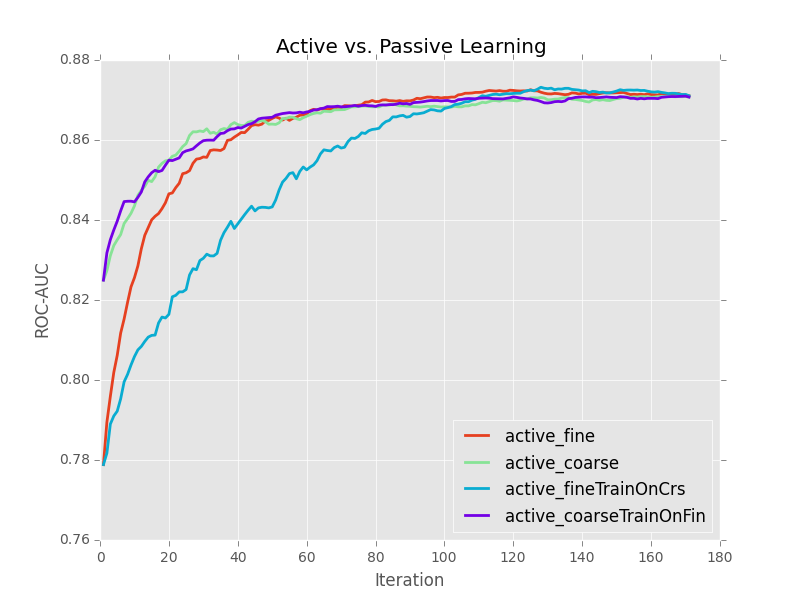 Active vs. Passive Learning
0.88
0.86
0.84
0.82
0.80
0.78
0.76
ROC-AUC
active_fine
active_coarse
active_fineTrainOnCrs
active_coarseTrainOnFin
0 20 40 60 80 100 120 140 160 180
Iteration